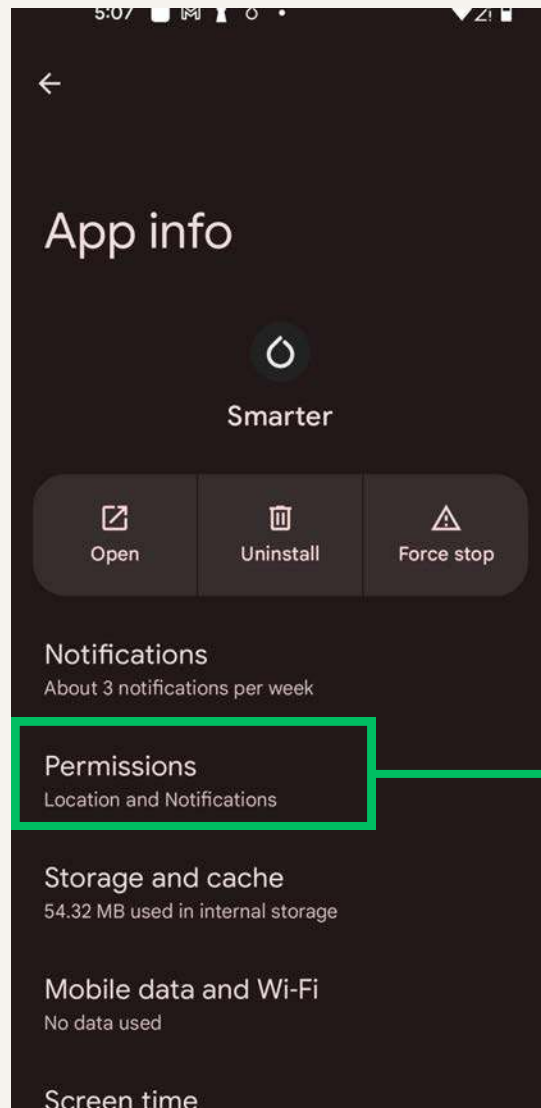 5:07
App info
Smarter
Open
Uninstall
Force stop
Notifications
About 3 notifications per week
Permissions
Location and Notifications
Storage and cache
54.32 MB used in internal storage
Mobile data and Wi-Fi
No data used
Screen time